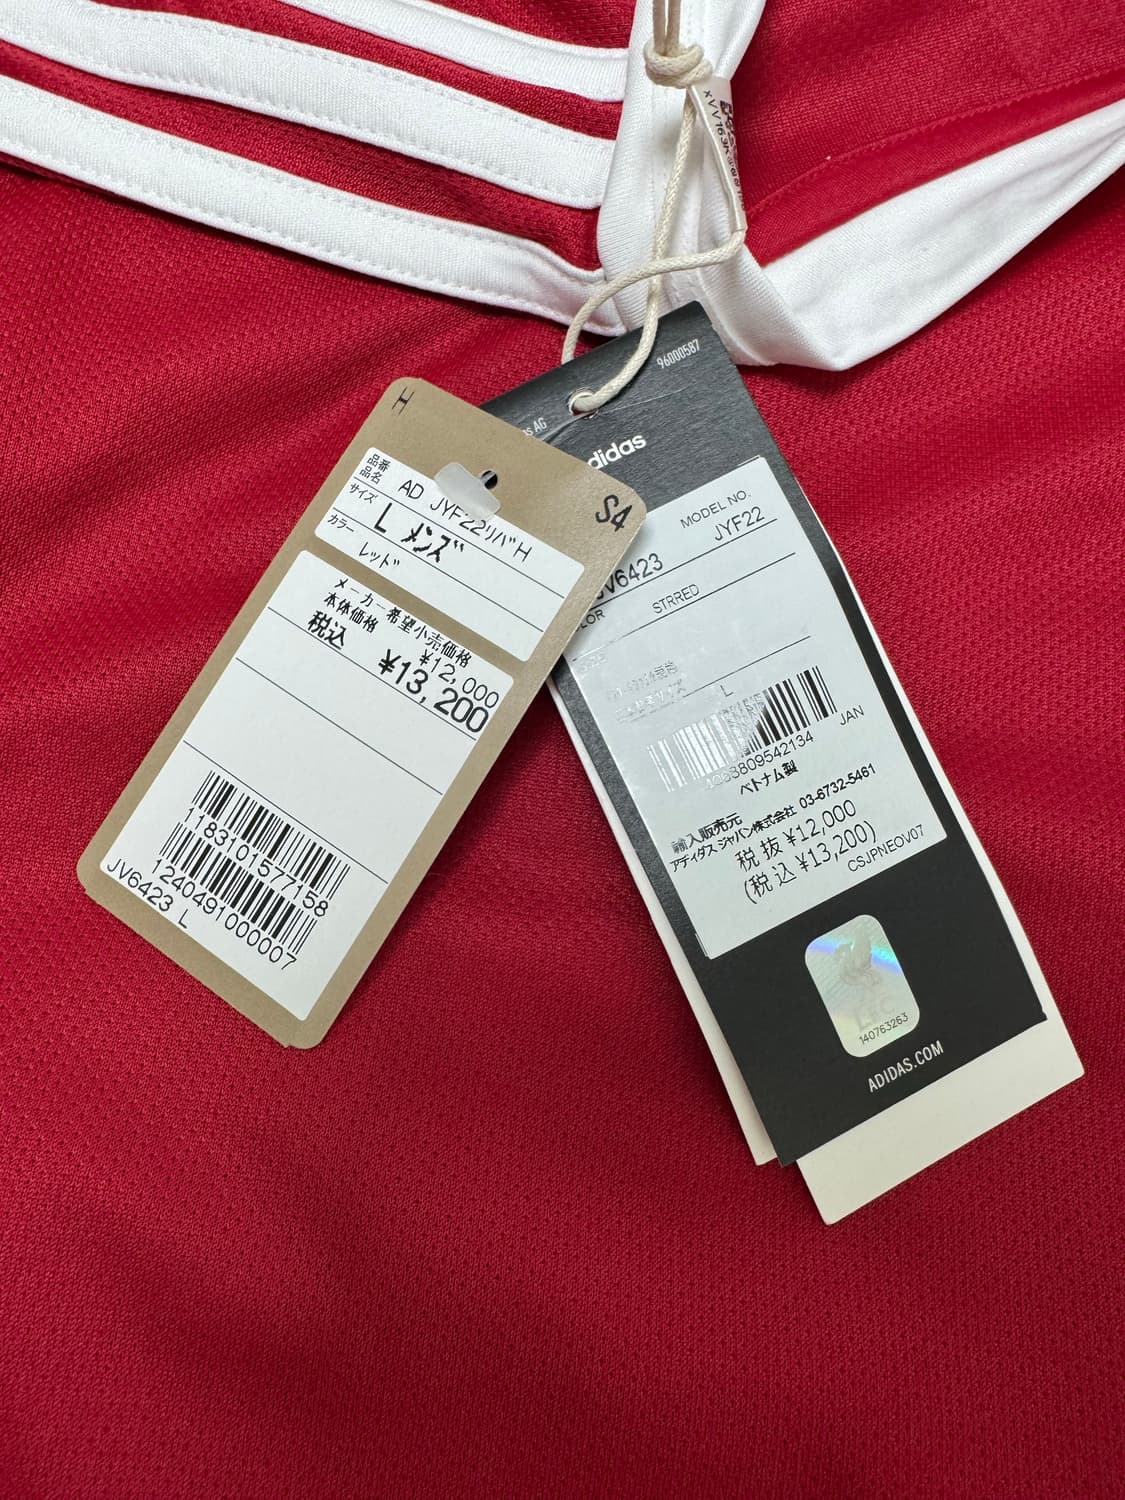 H
S4
品番
品名 AD JYF22リバH
サイズ L メンズ
カラー レッド
メーカー希望小売価格
本体価格 ¥12,000
税込 ¥13,200
118310157​7158
1240491000007
JV6423 L
96000587
adidas
MODEL NO.
JV6423 JYF22
STRRED
L
JAN
ベトナム製
輸入販売元
アディダス ジャパン株式会社 03-6732-5461
税抜 ¥12,000
(税込 ¥13,200)
CSJPNEOV07
140763263
ADIDAS.COM